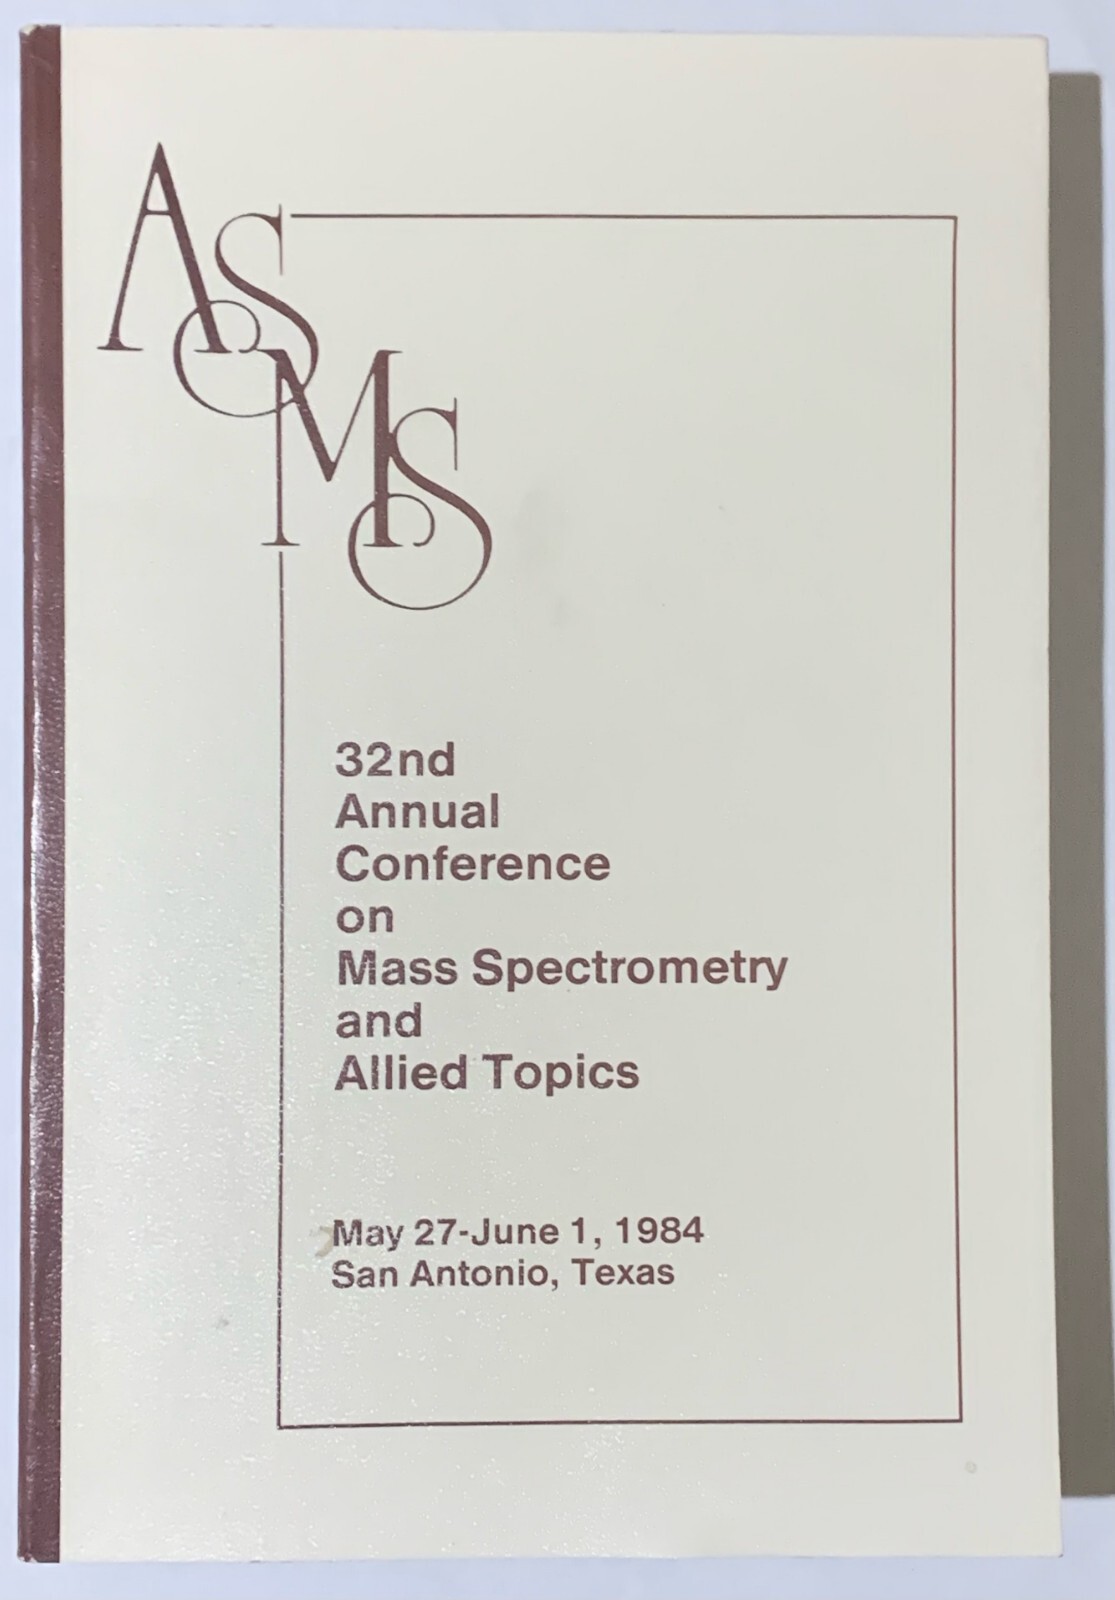 ASMS
32nd
Annual
Conference
on
Mass Spectrometry
and
Allied Topics
May 27-June 1, 1984
San Antonio, Texas